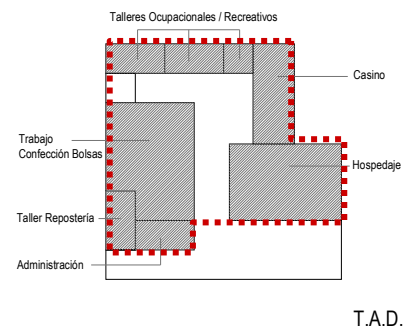 Talleres Ocupacionales / Recreativos
Casino
Trabajo
Confección Bolsas
Hospedaje
Taller Repostería
Administración
T.A.D.